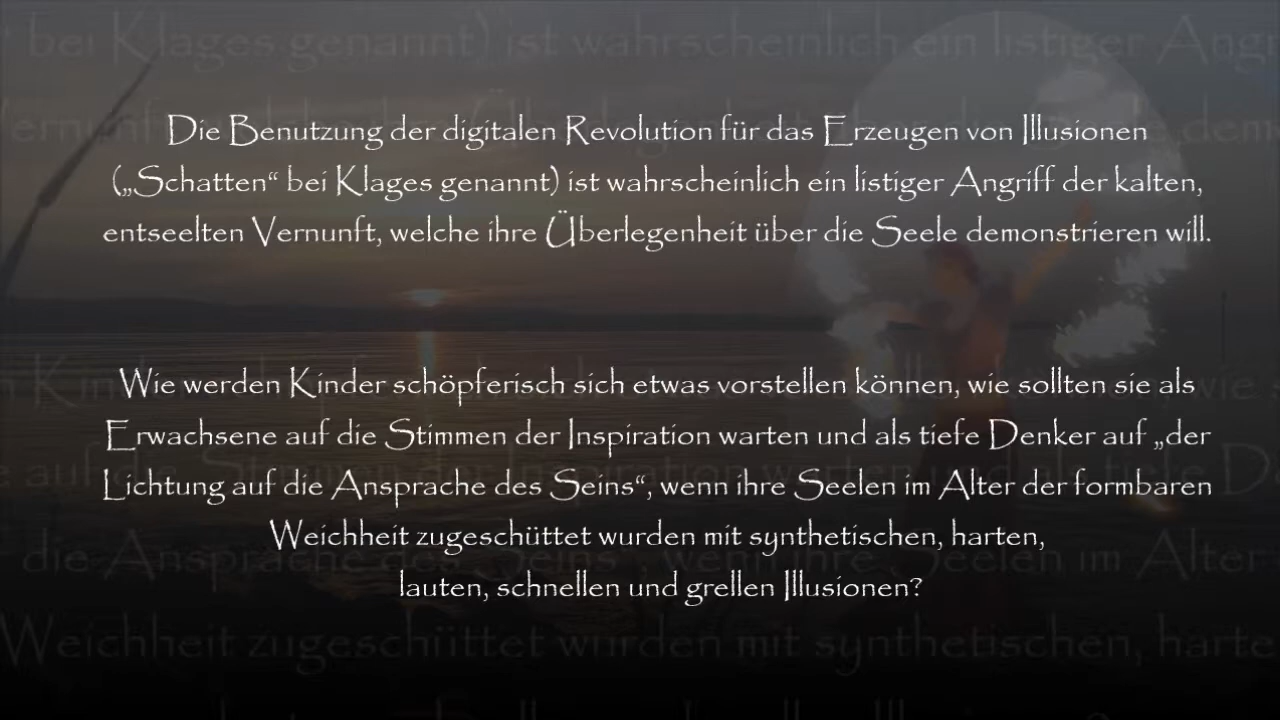 Die Benutzung der digitalen Revolution für das Erzeugen von Illusionen
(„Schatten“ bei Klages genannt) ist wahrscheinlich ein listiger Angriff der kalten,
entseelten Vernunft, welche ihre Überlegenheit über die Seele demonstrieren will.
Wie werden Kinder schöpferisch sich etwas vorstellen können, wie sollten sie als
Erwachsene auf die Stimmen der Inspiration warten und als tiefe Denker auf „der
Lichtung auf die Ansprache des Seins“, wenn ihre Seelen im Alter der formbaren
Weichheit zugeschüttet wurden mit synthetischen, harten,
lauten, schnellen und grellen Illusionen?